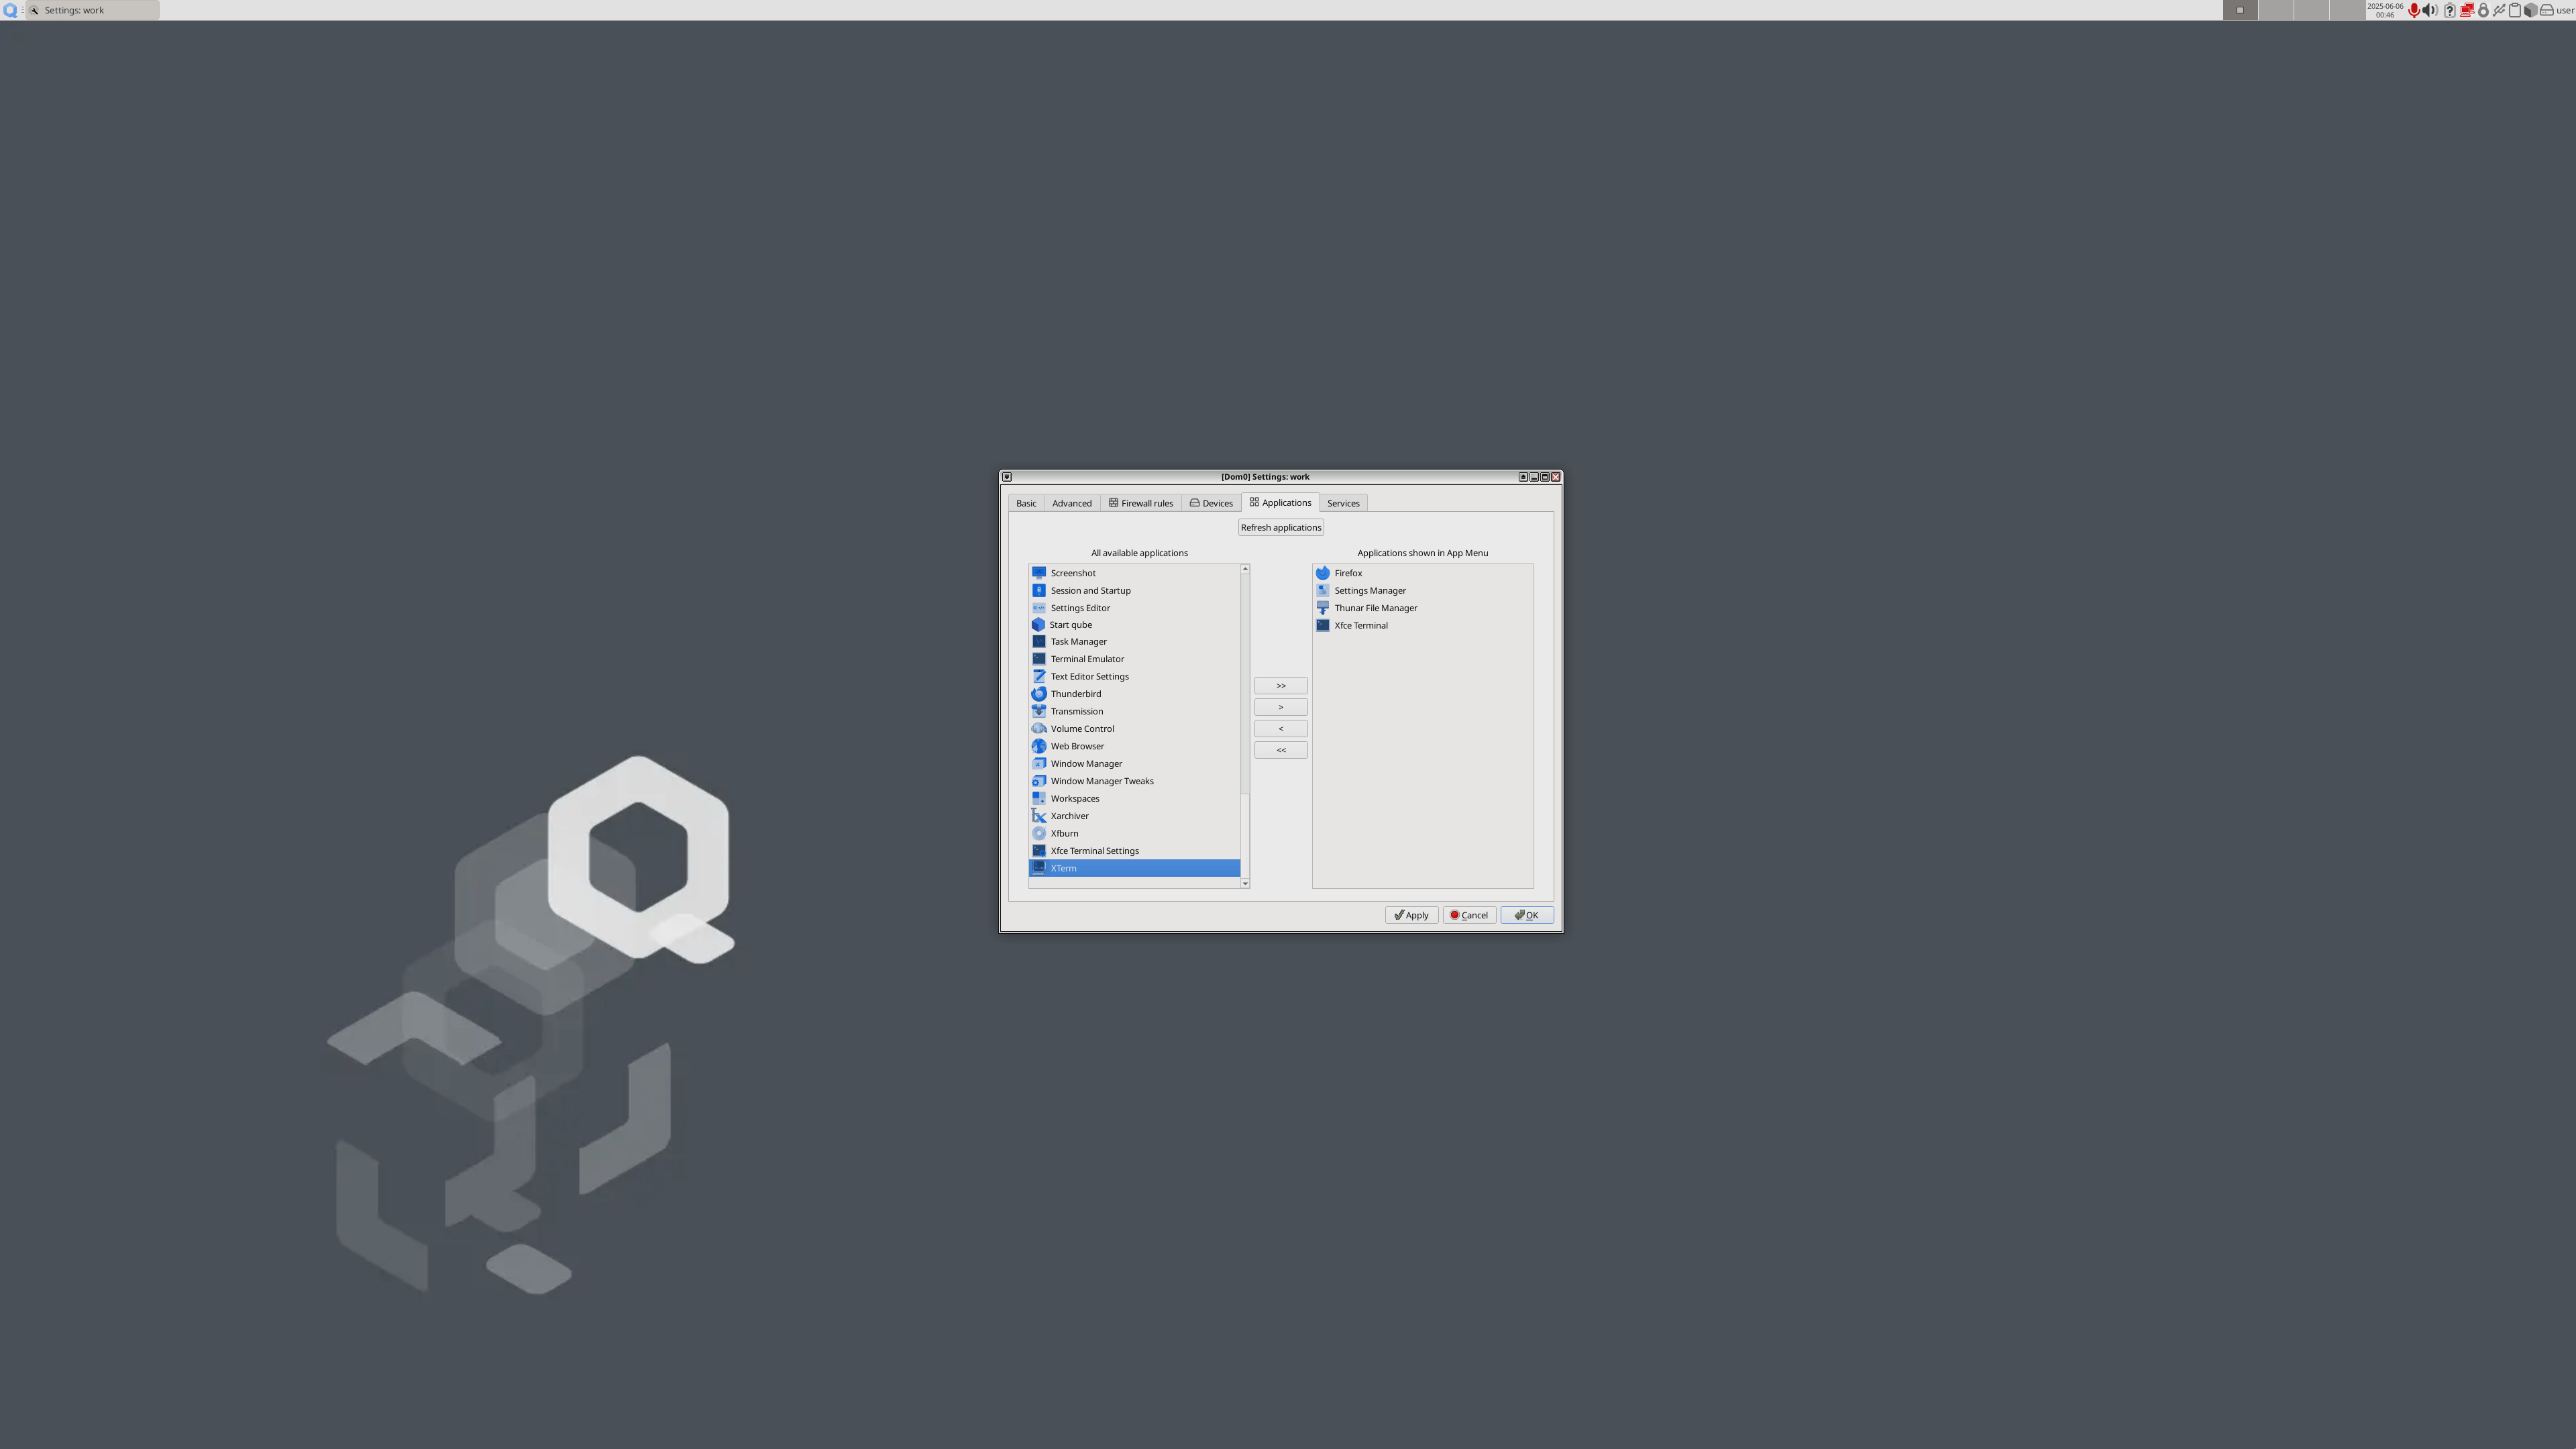 Settings: work
2025-06-06
00:46
user
[Dom0] Settings: work
Basic
Advanced
Firewall rules
Devices
Applications
Services
Refresh applications
All available applications
Screenshot
Session and Startup
Settings Editor
Start qube
Task Manager
Terminal Emulator
Text Editor Settings
Thunderbird
Transmission
Volume Control
Web Browser
Window Manager
Window Manager Tweaks
Workspaces
Xarchiver
Xfburn
Xfce Terminal Settings
XTerm
>>
>
<
<<
Applications shown in App Menu
Firefox
Settings Manager
Thunar File Manager
Xfce Terminal
Apply
Cancel
OK